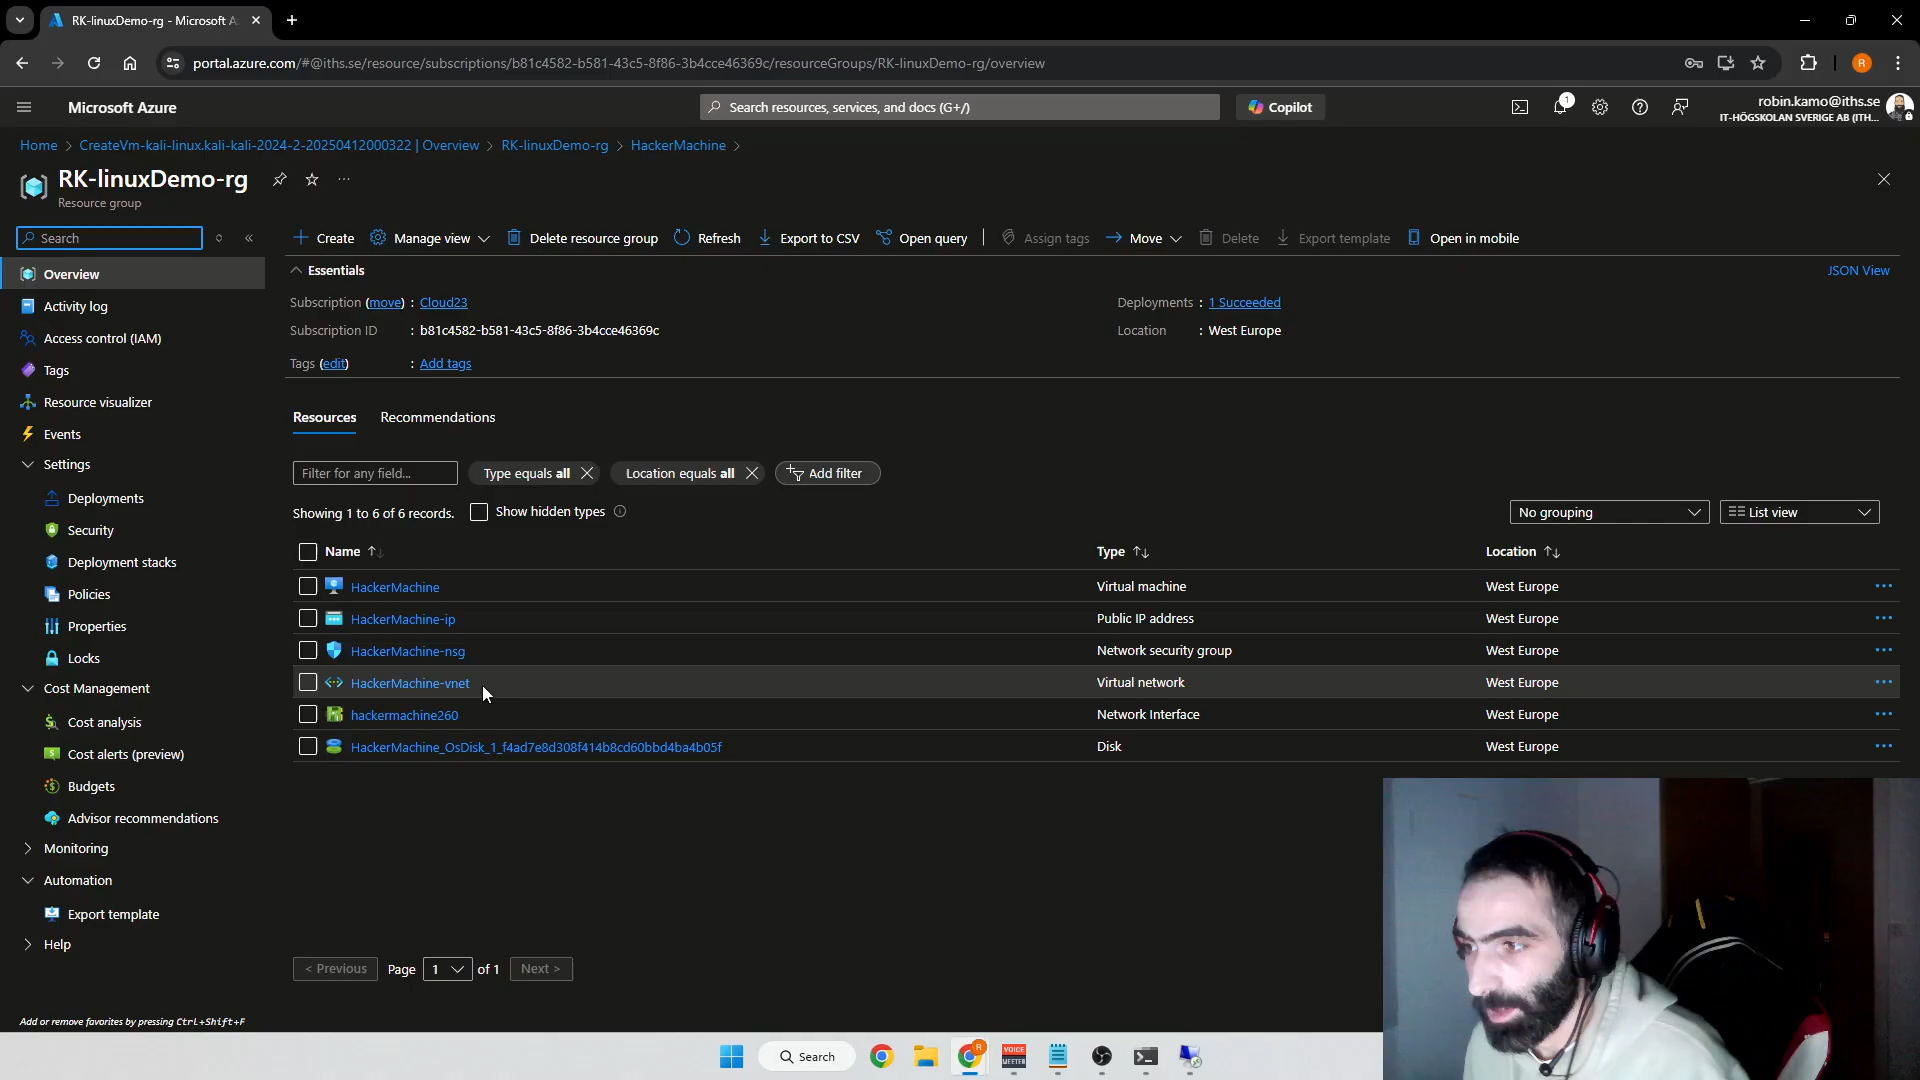 RK-linuxDemo-rg - Microsoft A
portal.azure.com/#@iths.se/resource/subscriptions/b81c4582-b581-43c5-8f86-3b4cce46369c/resourceGroups/RK-linuxDemo-rg/overview
R
Microsoft Azure
Search resources, services, and docs (G+/)
Copilot
1
robin.kamo@iths.se
IT-HÖGSKOLAN SVERIGE AB (ITH...
Home > CreateVm-kali-linux.kali-kali-2024-2-20250412000322 | Overview > RK-linuxDemo-rg > HackerMachine >
RK-linuxDemo-rg
Resource group
Search
Create
Manage view
Delete resource group
Refresh
Export to CSV
Open query
Assign tags
Move
Delete
Export template
Open in mobile
Overview
Activity log
Access control (IAM)
Tags
Resource visualizer
Events
Settings
Deployments
Security
Deployment stacks
Policies
Properties
Locks
Cost Management
Cost analysis
Cost alerts (preview)
Budgets
Advisor recommendations
Monitoring
Automation
Export template
Help
Add or remove favorites by pressing Ctrl+Shift+F
Essentials
JSON View
Subscription (move) : Cloud23
Deployments : 1 Succeeded
Subscription ID : b81c4582-b581-43c5-8f86-3b4cce46369c
Location : West Europe
Tags (edit) : Add tags
Resources
Recommendations
Filter for any field...
Type equals all
Location equals all
Add filter
Showing 1 to 6 of 6 records.
Show hidden types
No grouping
List view
Name Type Location
HackerMachine Virtual machine West Europe
HackerMachine-ip Public IP address West Europe
HackerMachine-nsg Network security group West Europe
HackerMachine-vnet Virtual network West Europe
hackermachine260 Network Interface West Europe
HackerMachine_OsDisk_1_f4ad7e8d308f414b8cd60bbd4ba4b05f Disk West Europe
< Previous
Page 1 of 1
Next >
Search
R
VOICE
MEETER